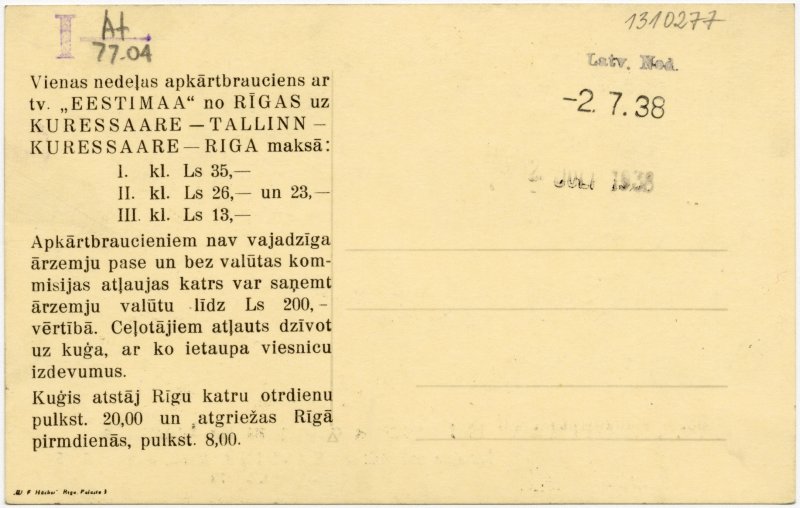 I At
77-04
1310277
Latv. Ned.
-2. 7. 38
1938
Vienas nedeļas apkārtbrauciens ar
tv. „EESTIMAA“ no RĪGAS uz
KURESSAARE — TALLINN —
KURESSAARE — RIGA maksā:
I. kl. Ls 35,—
II. kl. Ls 26,— un 23,—
III. kl. Ls 13,—
Apkārtbraucieniem nav vajadzīga
ārzemju pase un bez valūtas kom-
misijas atļaujas katrs var saņemt
ārzemju valūtu līdz Ls 200,-
vērtībā. Ceļotājiem atļauts dzīvot
uz kuģa, ar ko ietaupa viesnicu
izdevumus.
Kuģis atstāj Rīgu katru otrdienu
pulkst. 20,00 un atgriežas Rīgā
pirmdienās, pulkst. 8,00.